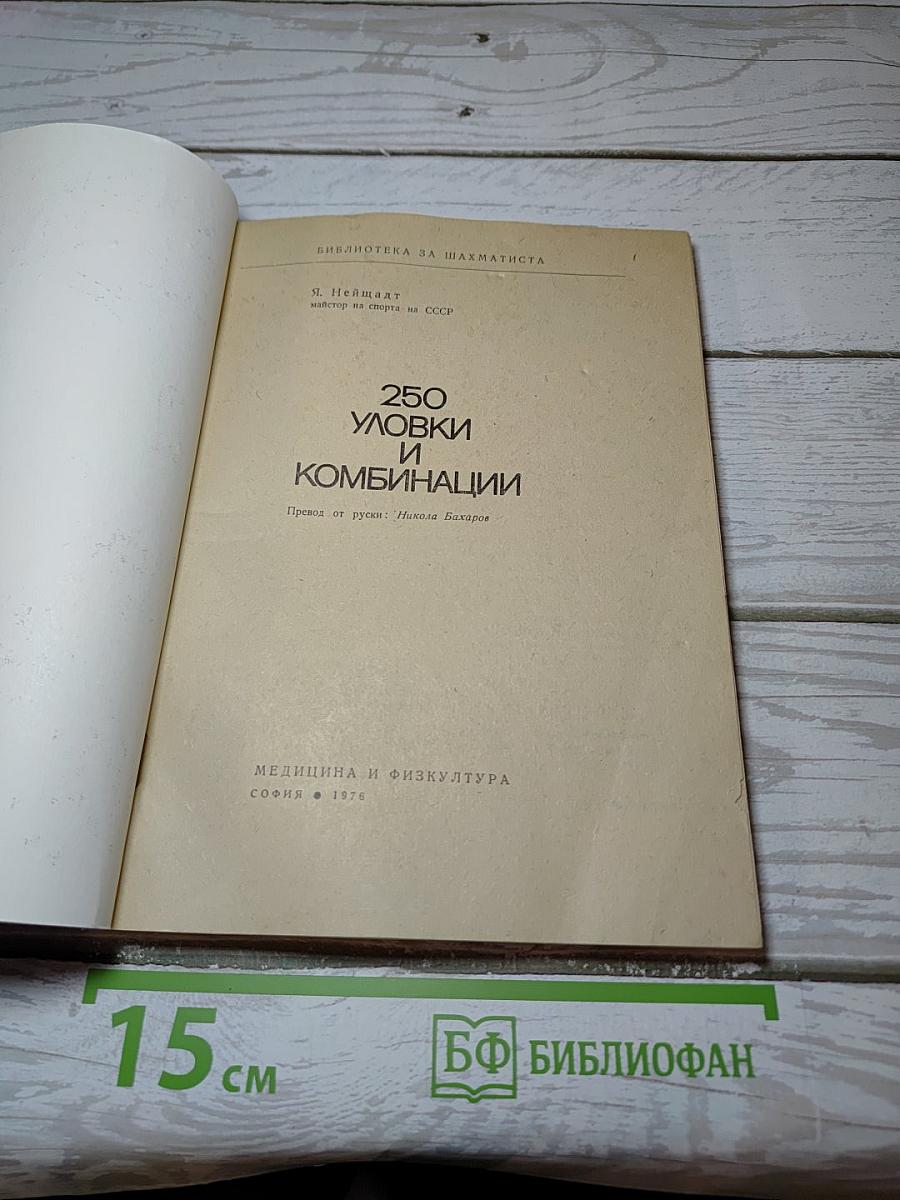 БИБЛИОТЕКА ЗА ШАХМАТИСТА
Я. Нейщадт
майстор на спорта на СССР
250
УЛОВКИ
И
КОМБИНАЦИИ
Превод от руски: Никола Бахаров
МЕДИЦИНА И ФИЗКУЛТУРА
СОФИЯ ● 1976
15 см
БФ БИБЛИОФАН